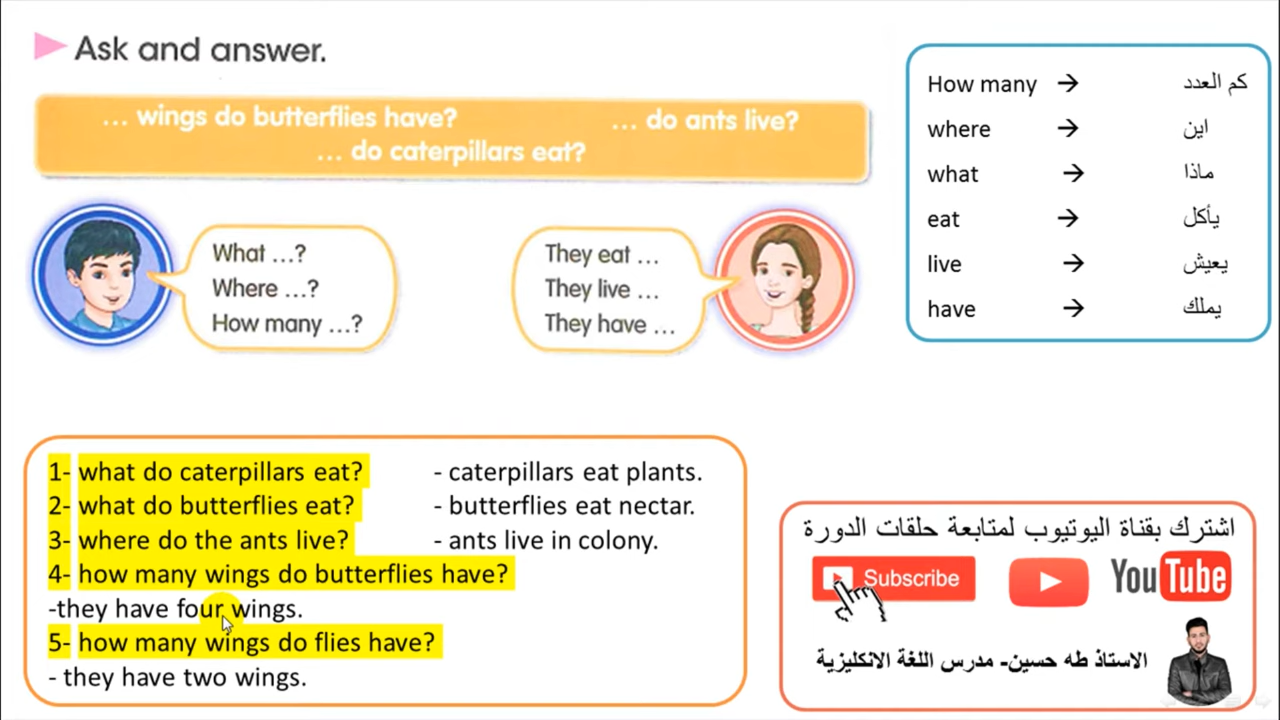 Ask and answer.
... wings do butterflies have? ... do ants live?
... do caterpillars eat?
What ...?
Where ...?
How many ...?
They eat ...
They live ...
They have ...
How many → كم العدد
where → اين
what → ماذا
eat → يأكل
live → يعيش
have → يملك
1- what do caterpillars eat? - caterpillars eat plants.
2- what do butterflies eat? - butterflies eat nectar.
3- where do the ants live? - ants live in colony.
4- how many wings do butterflies have?
-they have four wings.
5- how many wings do flies have?
- they have two wings.
اشترك بقناة اليوتيوب لمتابعة حلقات الدورة
Subscribe
YouTube
الاستاذ طه حسين- مدرس اللغة الانكليزية